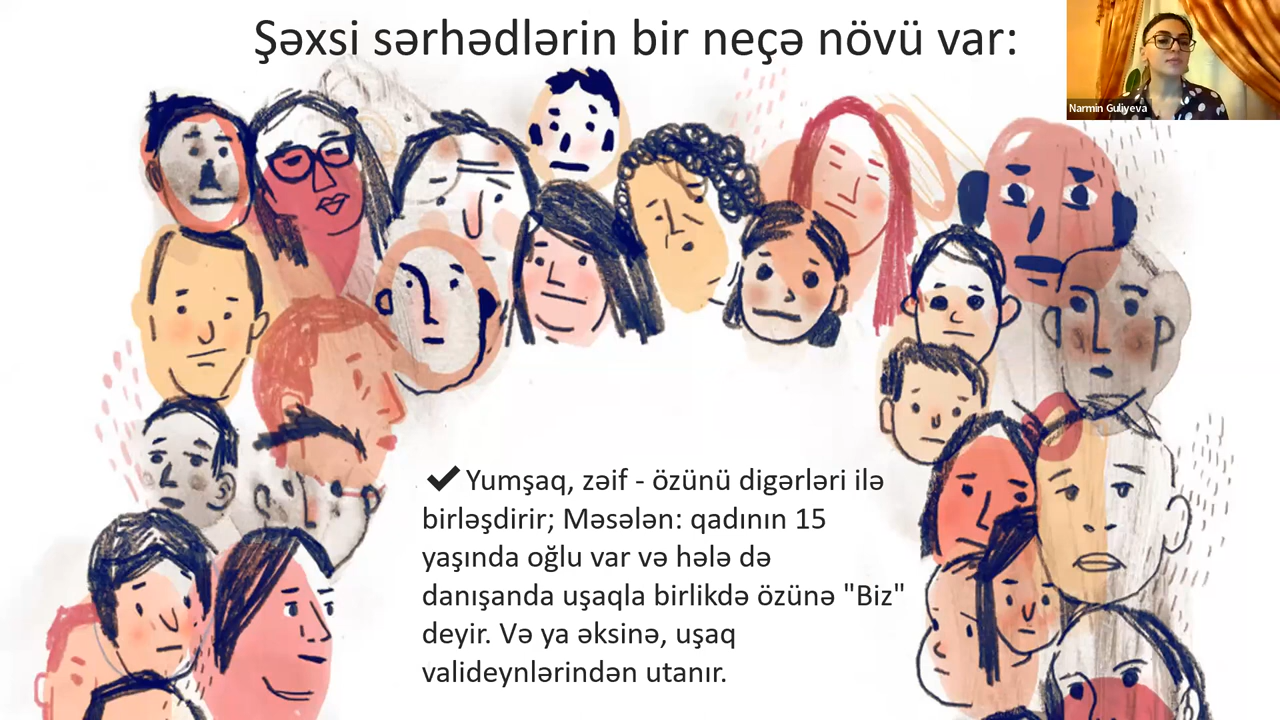 Şəxsi sərhədlərin bir neçə növü var:
Narmin Guliyeva
✔Yumşaq, zəif - özünü digərləri ilə
birləşdirir; Məsələn: qadının 15
yaşında oğlu var və hələ də
danışanda uşaqla birlikdə özünə "Biz"
deyir. Və ya əksinə, uşaq
valideynlərindən utanır.